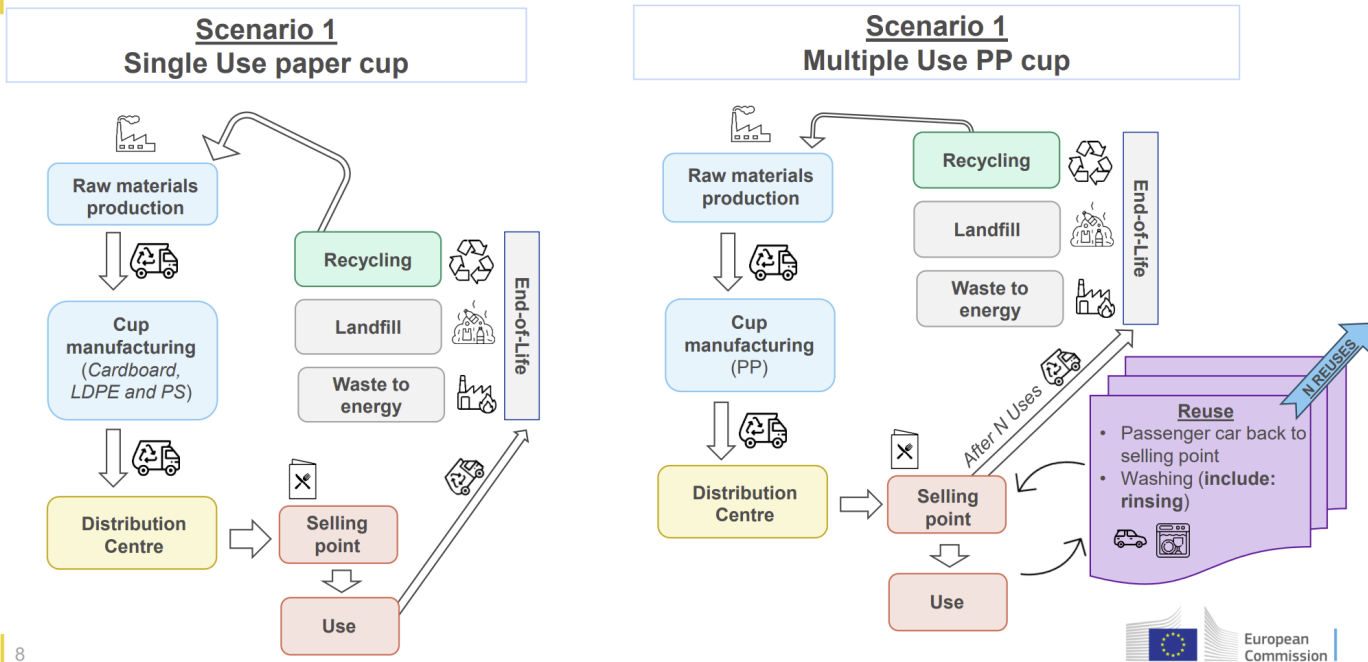 Scenario 1
Single Use paper cup
Raw materials
production
Cup
manufacturing
(Cardboard,
LDPE and PS)
Distribution
Centre
Selling
point
Use
Recycling
Landfill
Waste to
energy
End-of-Life
Scenario 1
Multiple Use PP cup
Raw materials
production
Cup
manufacturing
(PP)
Distribution
Centre
Selling
point
Use
After N Uses
Recycling
Landfill
Waste to
energy
End-of-Life
N REUSES
Reuse
• Passenger car back to
selling point
• Washing (include:
rinsing)
European
Commission
8